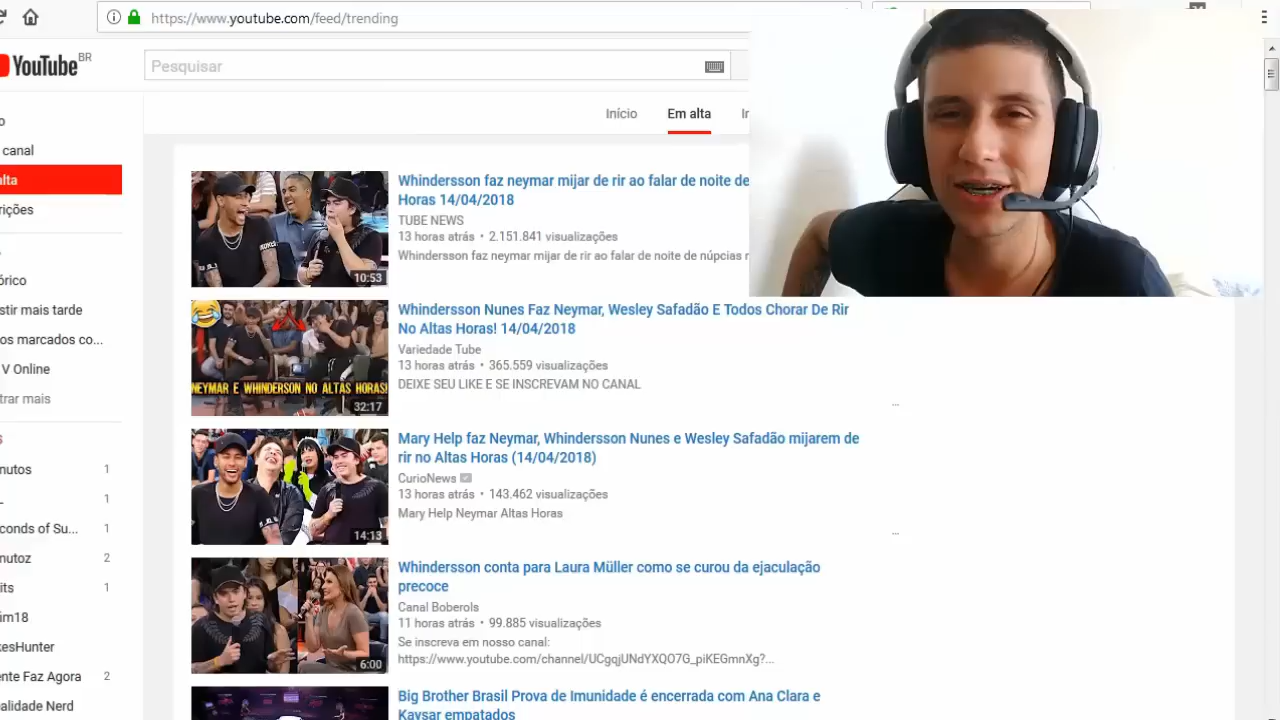 https://www.youtube.com/feed/trending
YouTube BR
Pesquisar
Início
Em alta
canal
alta
rições
órico
stir mais tarde
os marcados co...
V Online
trar mais
nutos 1
1
conds of Su... 1
nutoz 2
its 1
im18
kesHunter
ente Faz Agora 2
alidade Nerd
Whindersson faz neymar mijar de rir ao falar de noite de
Horas 14/04/2018
TUBE NEWS
13 horas atrás • 2.151.841 visualizações
Whindersson faz neymar mijar de rir ao falar de noite de núpcias
10:53
Whindersson Nunes Faz Neymar, Wesley Safadão E Todos Chorar De Rir
No Altas Horas! 14/04/2018
Variedade Tube
13 horas atrás • 365.559 visualizações
DEIXE SEU LIKE E SE INSCREVAM NO CANAL
...
NEYMAR E WHINDERSON NO ALTAS HORAS!
32:17
Mary Help faz Neymar, Whindersson Nunes e Wesley Safadão mijarem de
rir no Altas Horas (14/04/2018)
CurioNews
13 horas atrás • 143.462 visualizações
Mary Help Neymar Altas Horas
...
14:13
Whindersson conta para Laura Müller como se curou da ejaculação
precoce
Canal Boberols
11 horas atrás • 99.885 visualizações
Se inscreva em nosso canal:
https://www.youtube.com/channel/UCgqjUNdYXQO7G_piKEGmnXg?...
6:00
Big Brother Brasil Prova de Imunidade é encerrada com Ana Clara e
Kaysar empatados